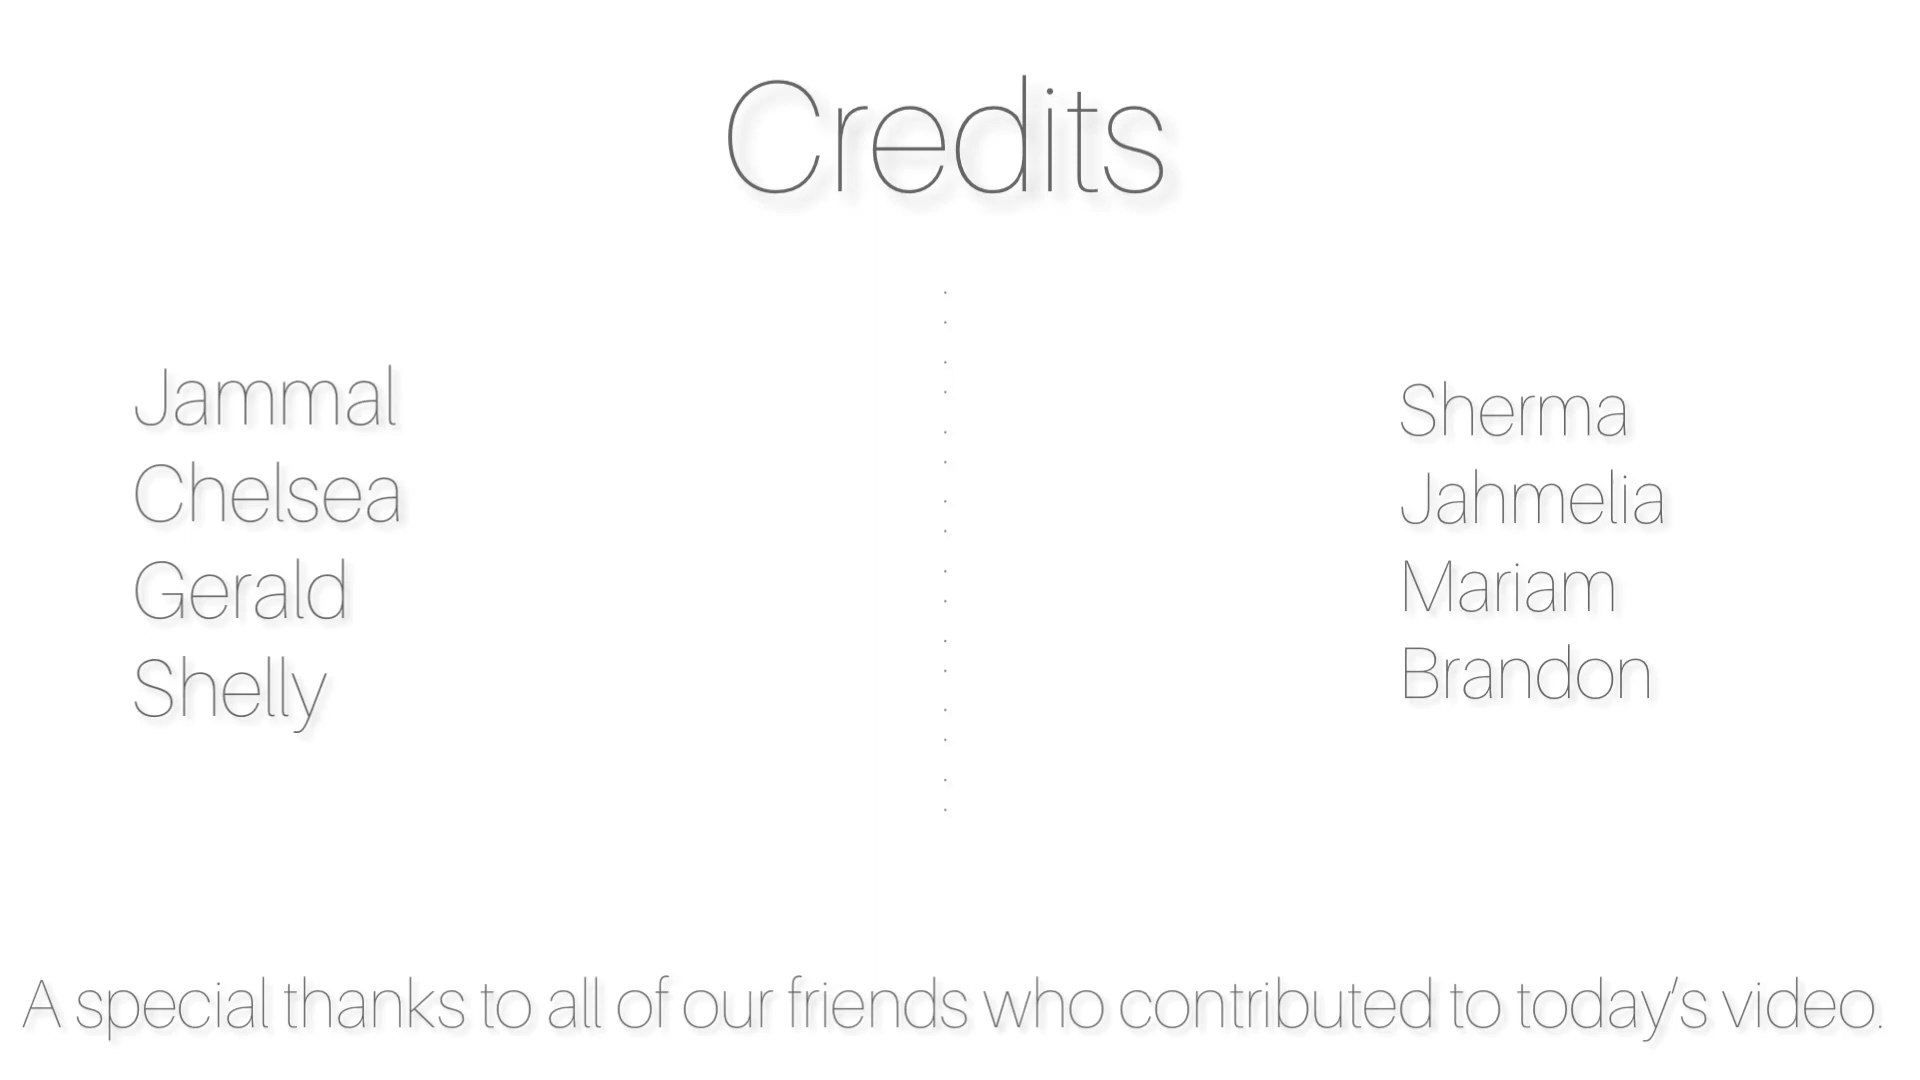 Credits
Jammal
Chelsea
Gerald
Shelly
Sherma
Jahmelia
Mariam
Brandon
A special thanks to all of our friends who contributed to today's video.